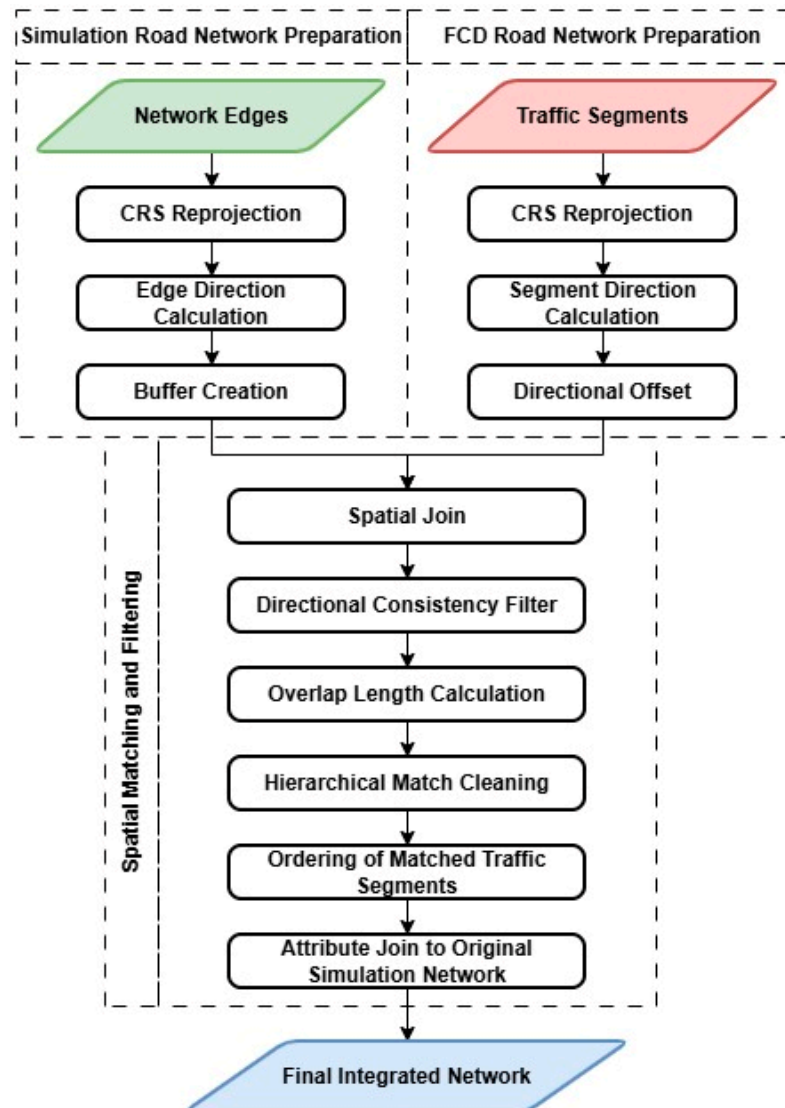 Simulation Road Network Preparation
FCD Road Network Preparation
Network Edges
Traffic Segments
CRS Reprojection
CRS Reprojection
Edge Direction
Calculation
Segment Direction
Calculation
Buffer Creation
Directional Offset
Spatial Matching and Filtering
Spatial Join
Directional Consistency Filter
Overlap Length Calculation
Hierarchical Match Cleaning
Ordering of Matched Traffic
Segments
Attribute Join to Original
Simulation Network
Final Integrated Network